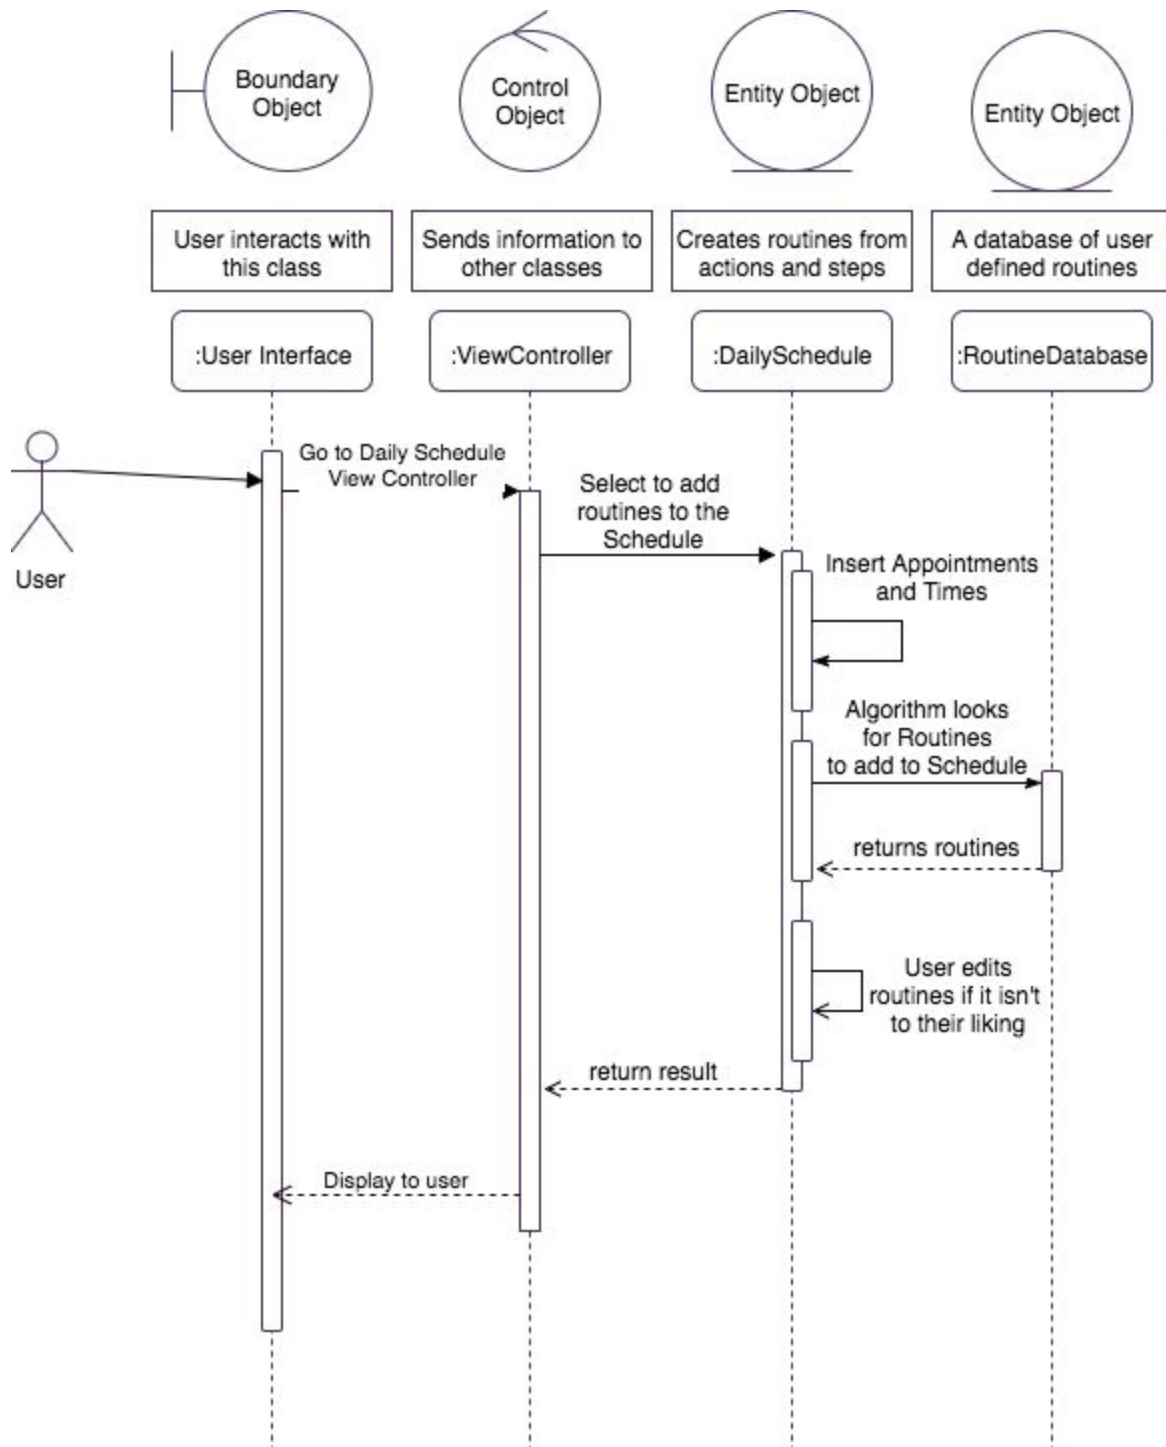 Boundary
Object
Control
Object
Entity Object
Entity Object
User interacts with
this class
Sends information to
other classes
Creates routines from
actions and steps
A database of user
defined routines
:User Interface
:ViewController
:DailySchedule
:RoutineDatabase
User
Go to Daily Schedule
View Controller
Select to add
routines to the
Schedule
Insert Appointments
and Times
Algorithm looks
for Routines
to add to Schedule
returns routines
User edits
routines if it isn't
to their liking
return result
Display to user